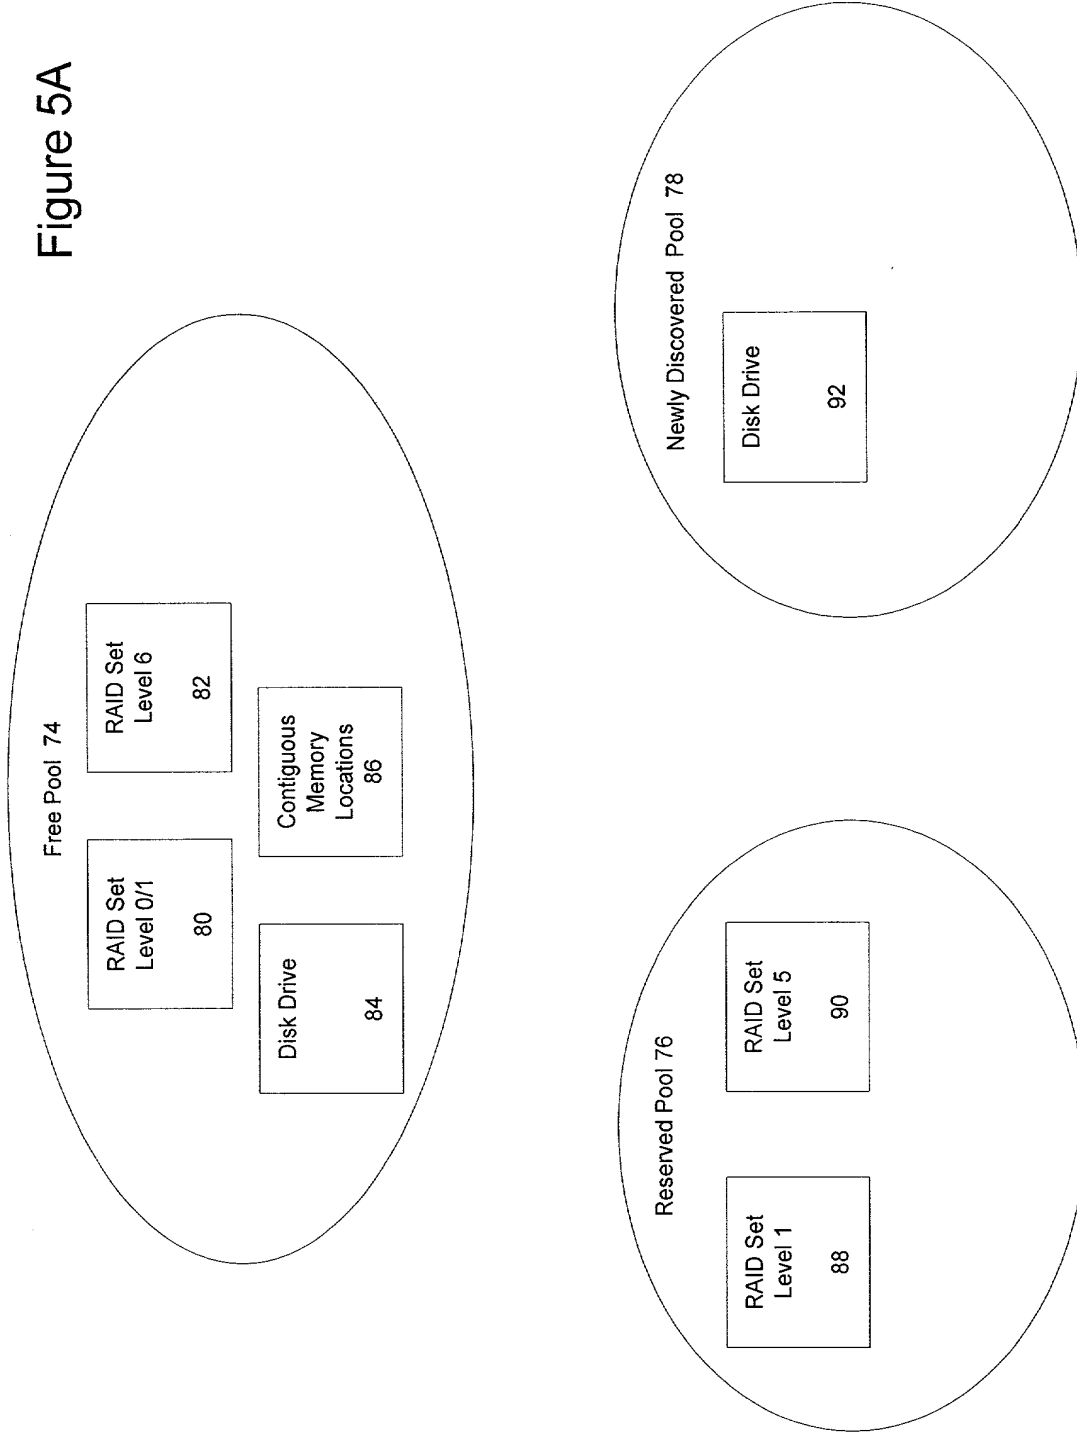 Figure 5A
Free Pool 74
RAID Set
Level 0/1
80
RAID Set
Level 6
82
Disk Drive
84
Contiguous
Memory
Locations
86
Reserved Pool 76
RAID Set
Level 1
88
RAID Set
Level 5
90
Newly Discovered Pool 78
Disk Drive
92